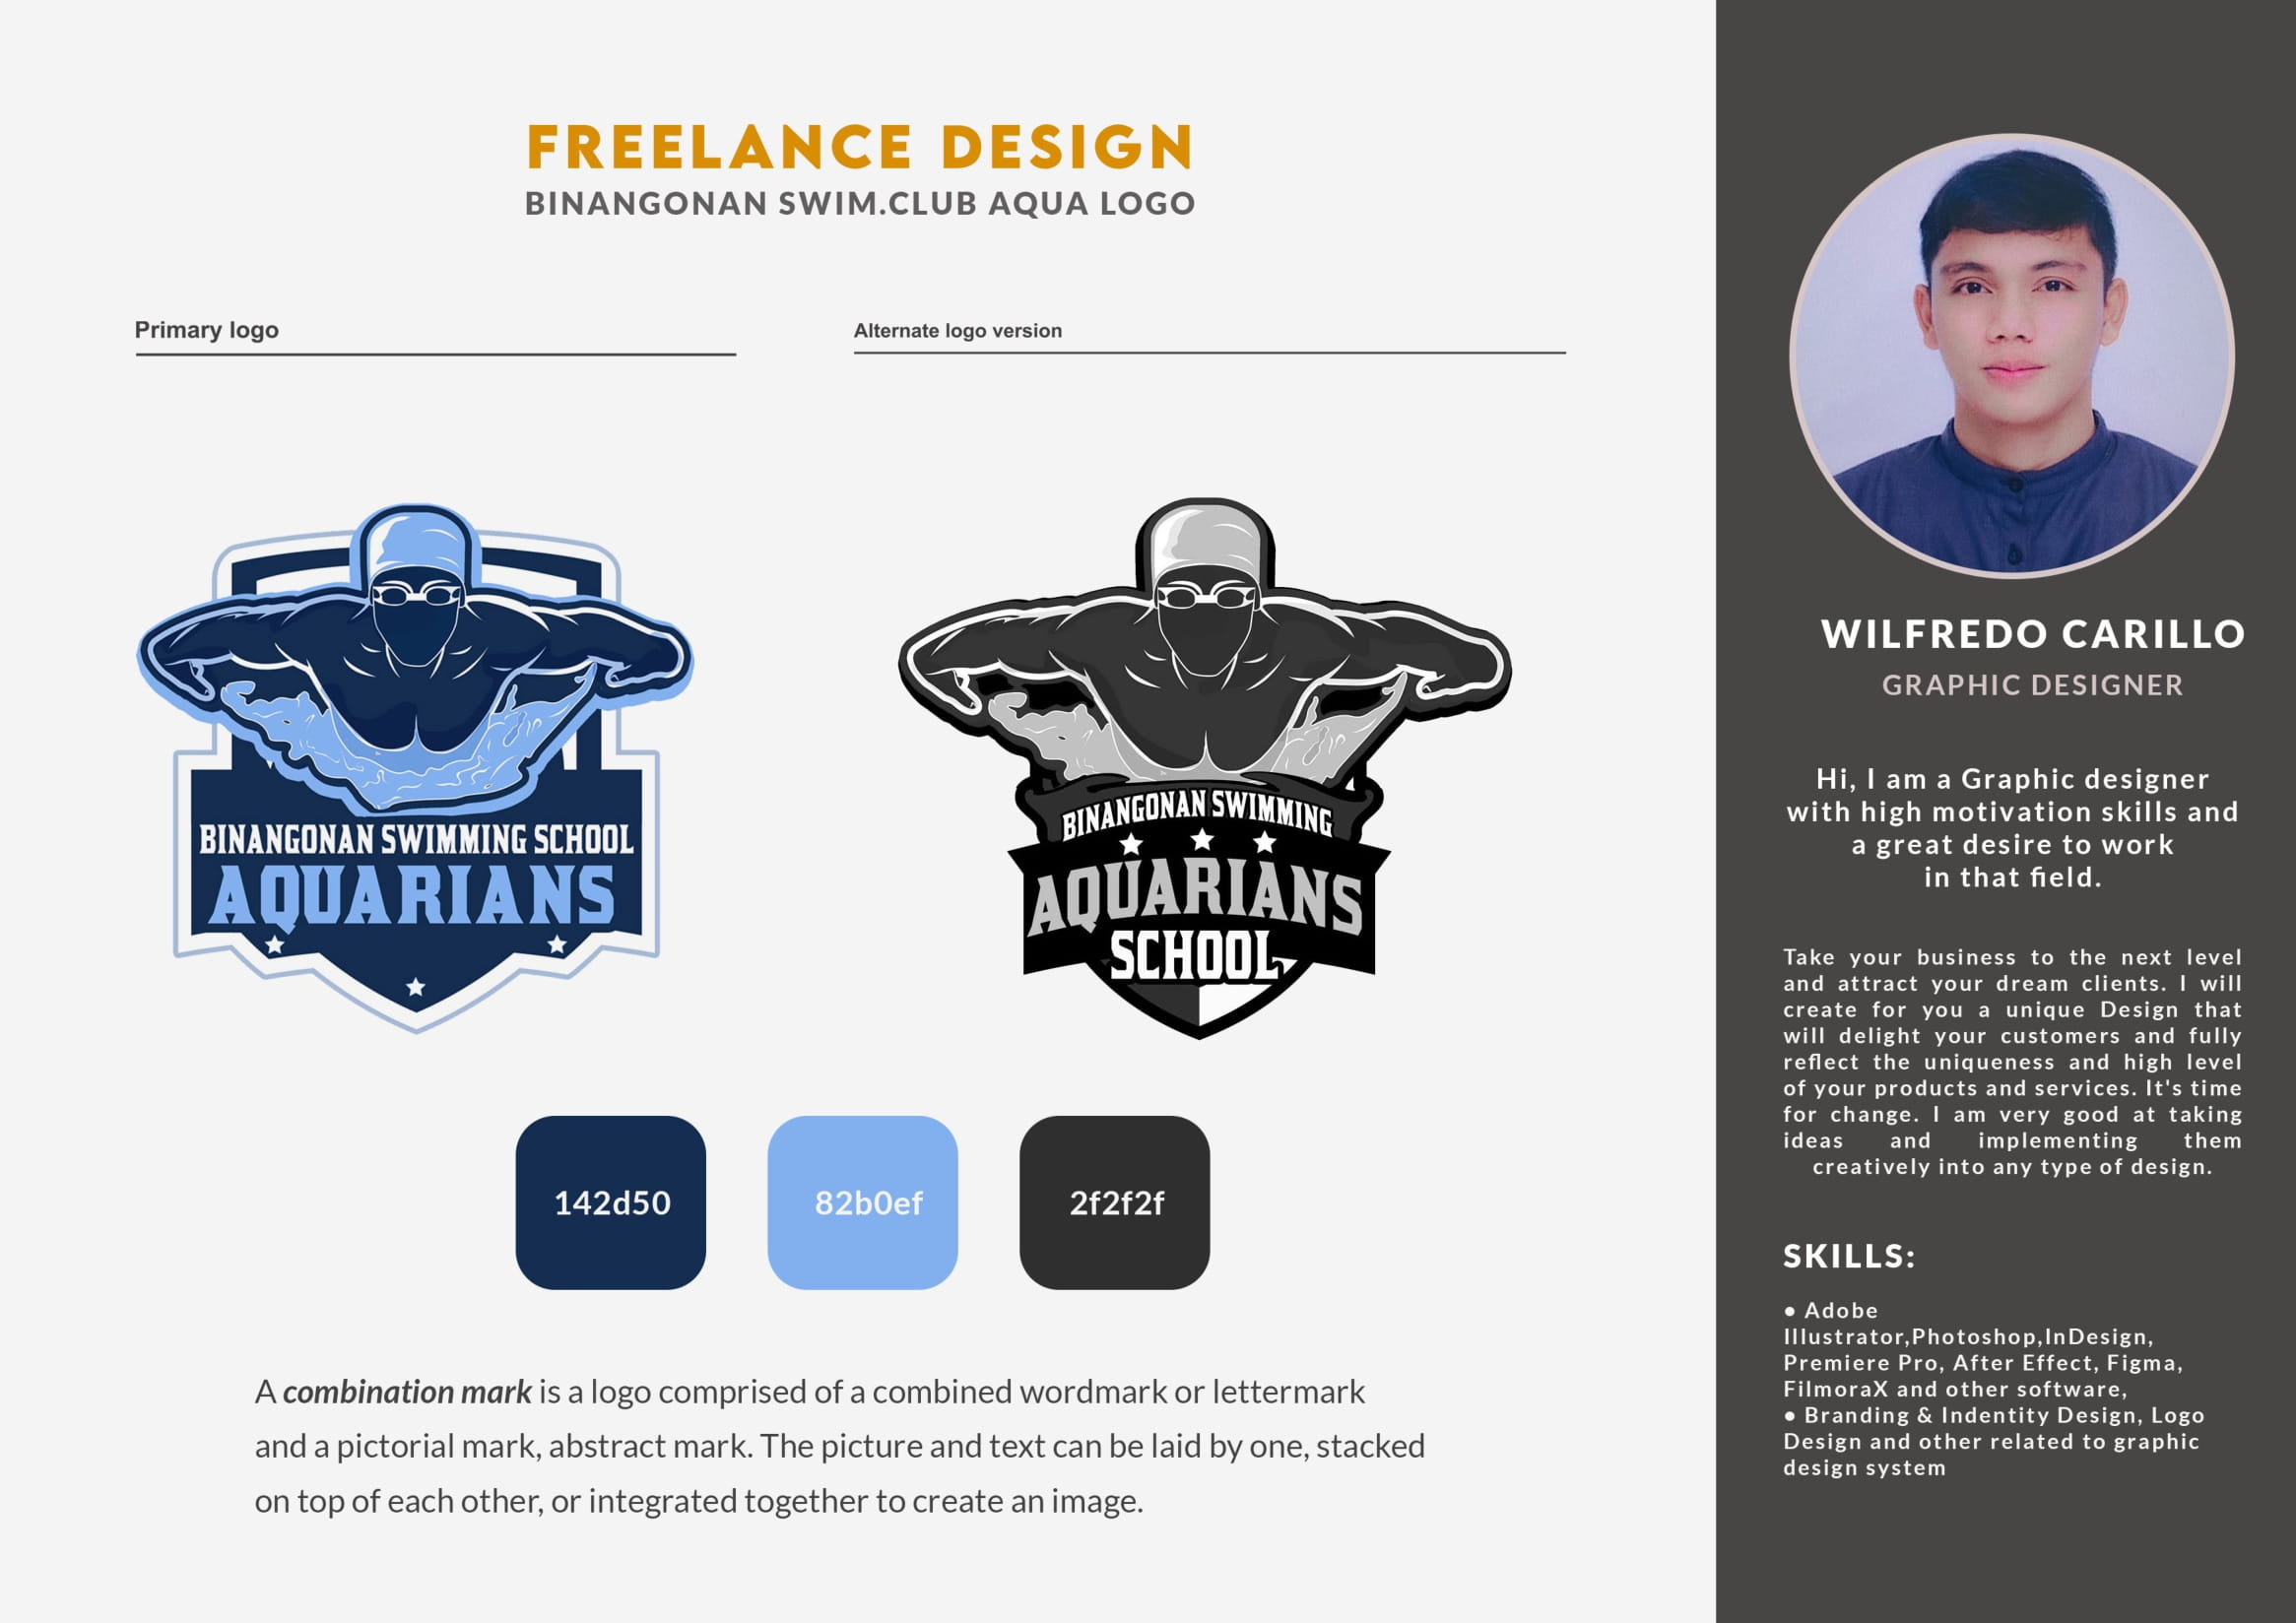 FREELANCE DESIGN
BINANGONAN SWIM.CLUB AQUA LOGO
Primary logo
Alternate logo version
BINANGONAN SWIMMING SCHOOL
AQUARIANS
BINANGONAN SWIMMING
AQUARIANS
SCHOOL
142d50
82b0ef
2f2f2f
A combination mark is a logo comprised of a combined wordmark or lettermark
and a pictorial mark, abstract mark. The picture and text can be laid by one, stacked
on top of each other, or integrated together to create an image.
WILFREDO CARILLO
GRAPHIC DESIGNER
Hi, I am a Graphic designer
with high motivation skills and
a great desire to work
in that field.
Take your business to the next level
and attract your dream clients. I will
create for you a unique Design that
will delight your customers and fully
reflect the uniqueness and high level
of your products and services. It's time
for change. I am very good at taking
ideas and implementing them
creatively into any type of design.
SKILLS:
• Adobe
Illustrator,Photoshop,InDesign,
Premiere Pro, After Effect, Figma,
FilmoraX and other software,
• Branding & Indentity Design, Logo
Design and other related to graphic
design system